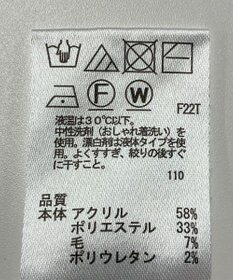 F W
F22T
液温は30℃以下。
中性洗剤(おしゃれ着洗い)を
使用。漂白剤は液体タイプを使
用。よくすすぎ、絞りの後すぐ
に干すこと。
110
品質
本体 アクリル 58%
ポリエステル 33%
毛 7%
ポリウレタン 2%